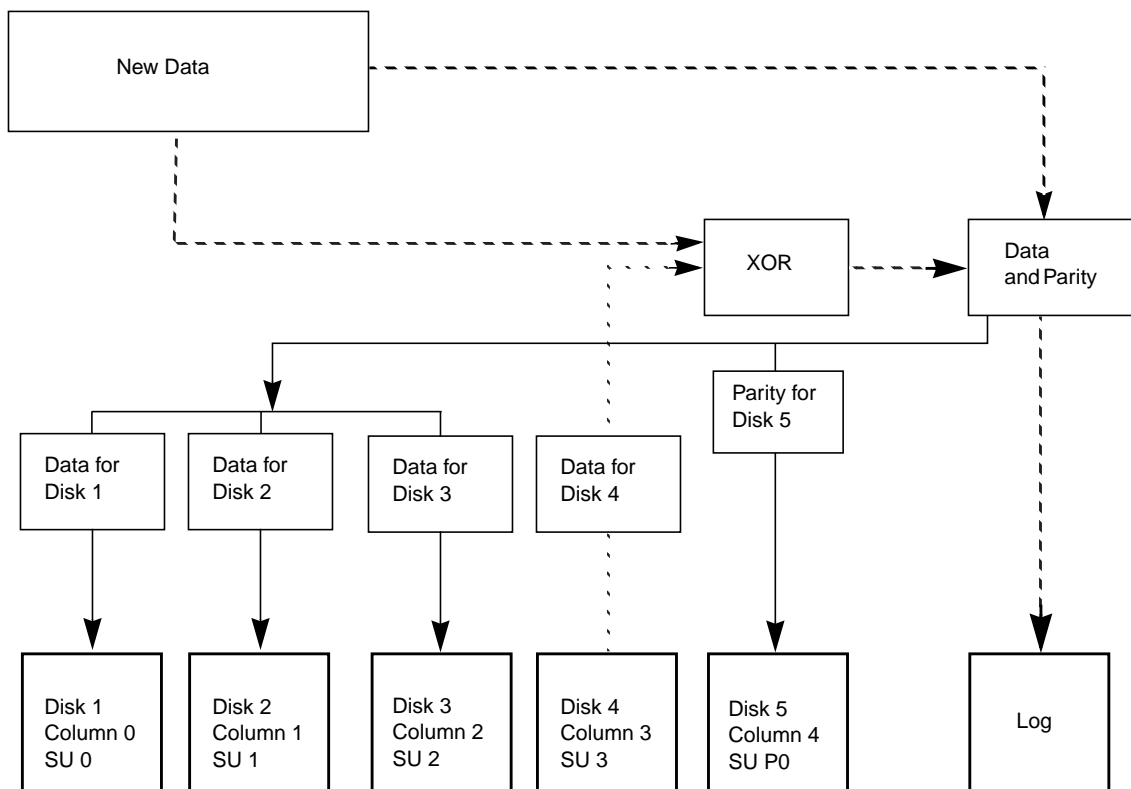 New Data
XOR
Data
and Parity
Parity for
Disk 5
Data for
Disk 1
Data for
Disk 2
Data for
Disk 3
Data for
Disk 4
Disk 1
Column 0
SU 0
Disk 2
Column 1
SU 1
Disk 3
Column 2
SU 2
Disk 4
Column 3
SU 3
Disk 5
Column 4
SU P0
Log